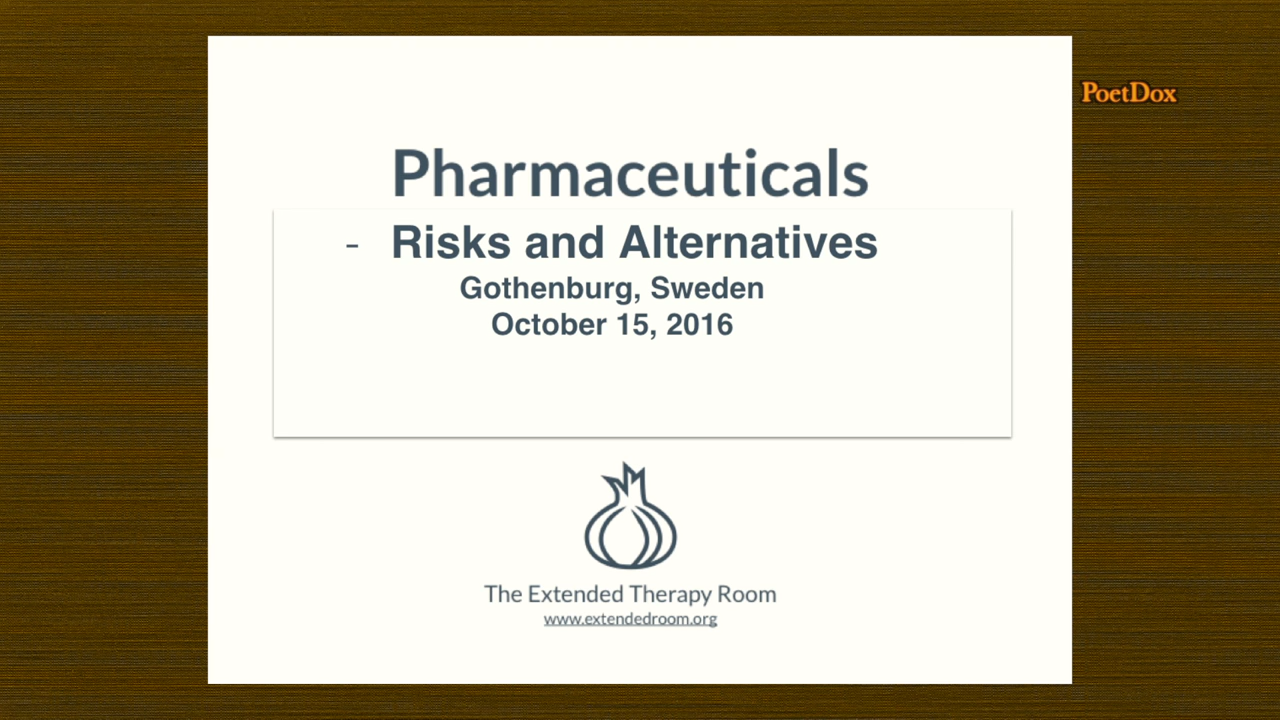 PoetDox
Pharmaceuticals
- Risks and Alternatives
Gothenburg, Sweden
October 15, 2016
The Extended Therapy Room
www.extendedroom.org